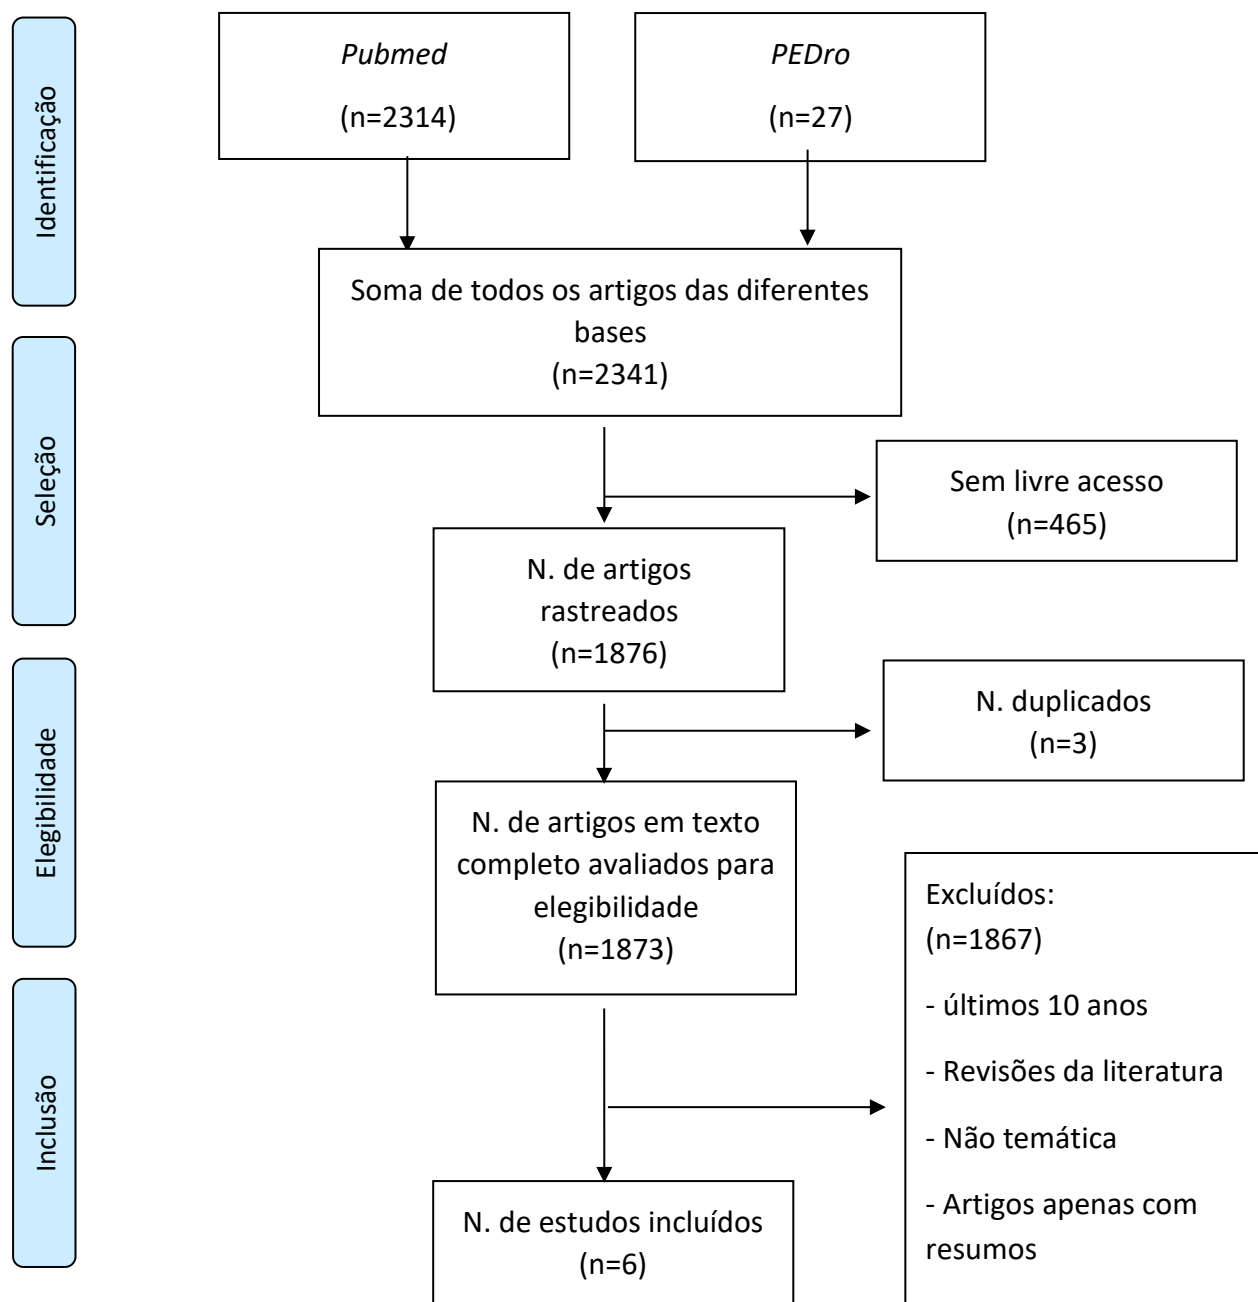 Identificação
Pubmed
(n=2314)
PEDro
(n=27)
Soma de todos os artigos das diferentes
bases
(n=2341)
Seleção
Sem livre acesso
(n=465)
N. de artigos
rastreados
(n=1876)
Elegibilidade
N. duplicados
(n=3)
N. de artigos em texto
completo avaliados para
elegibilidade
(n=1873)
Excluídos:
(n=1867)
- últimos 10 anos
- Revisões da literatura
- Não temática
- Artigos apenas com
resumos
Inclusão
N. de estudos incluídos
(n=6)